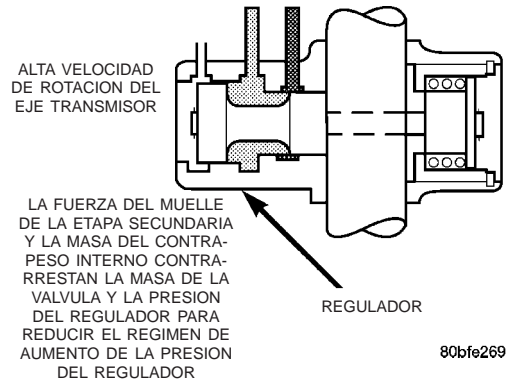 ALTA VELOCIDAD
DE ROTACION DEL
EJE TRANSMISOR
LA FUERZA DEL MUELLE
DE LA ETAPA SECUNDARIA
Y LA MASA DEL CONTRA-
PESO INTERNO CONTRA-
RRESTAN LA MASA DE LA
VALVULA Y LA PRESION
DEL REGULADOR PARA
REDUCIR EL REGIMEN DE
AUMENTO DE LA PRESION
DEL REGULADOR
REGULADOR
80bfe269